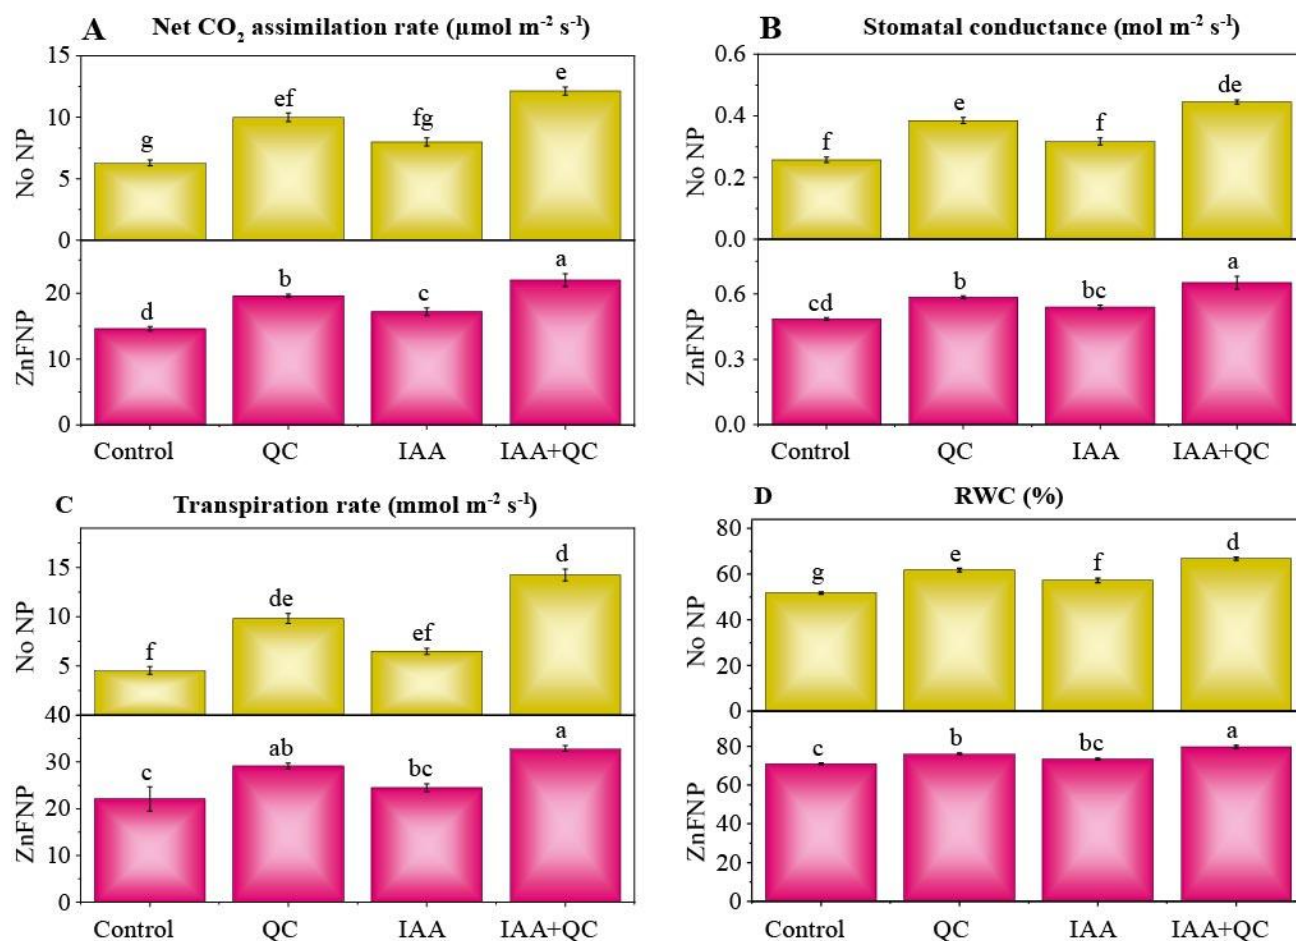 A Net CO₂ assimilation rate (µmol m⁻² s⁻¹)
15
10
5
0
No NP
g
ef
fg
e
20
10
0
ZnFNP
d
b
c
a
Control QC IAA IAA+QC
B Stomatal conductance (mol m⁻² s⁻¹)
0.6
0.4
0.2
0.0
No NP
f
e
f
de
0.6
0.3
0.0
ZnFNP
cd
b
bc
a
Control QC IAA IAA+QC
C Transpiration rate (mmol m⁻² s⁻¹)
15
10
5
No NP
f
de
ef
d
40
30
20
10
0
ZnFNP
c
ab
bc
a
Control QC IAA IAA+QC
D RWC (%)
80
60
40
20
0
No NP
g
e
f
d
80
60
40
20
0
ZnFNP
c
b
bc
a
Control QC IAA IAA+QC